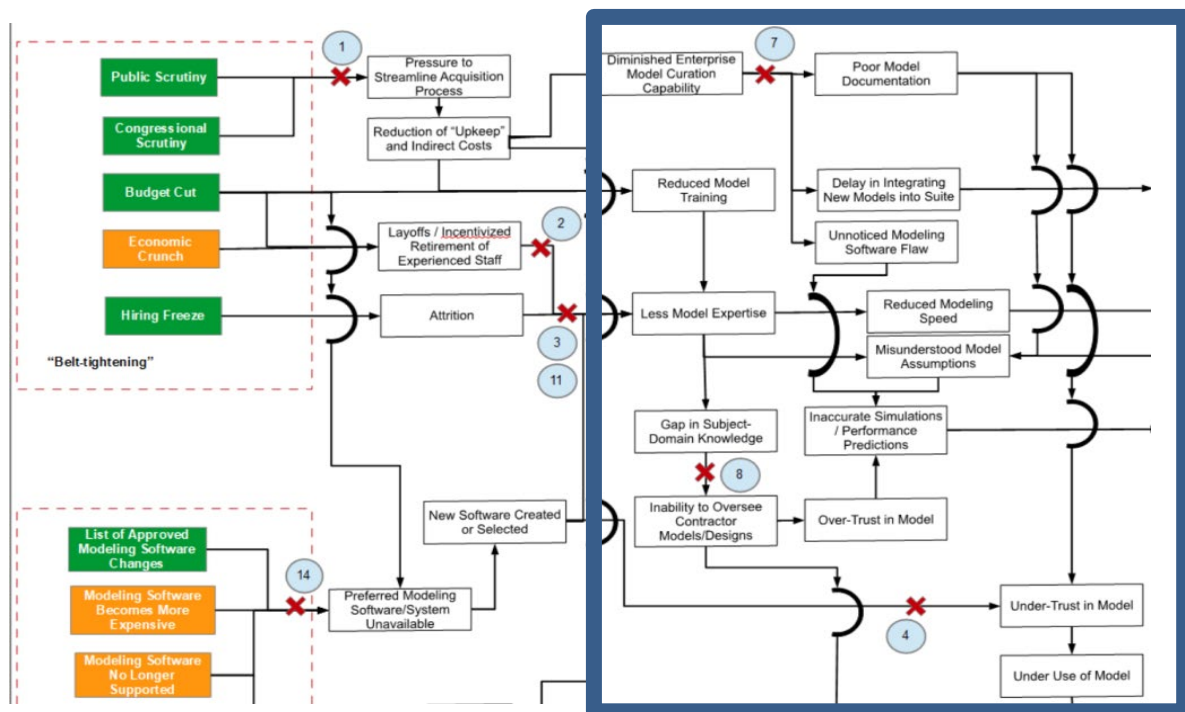 1
Public Scrutiny
Pressure to
Streamline Acquisition
Process
Congressional
Scrutiny
Reduction of "Upkeep"
and Indirect Costs
Budget Cut
2
Economic
Crunch
Layoffs / Incentivized
Retirement of
Experienced Staff
Hiring Freeze
Attrition
3
11
“Belt-tightening”
New Software Created
or Selected
List of Approved
Modeling Software
Changes
14
Modeling Software
Becomes More
Expensive
Preferred Modeling
Software/System
Unavailable
Modeling Software
No Longer
Supported
7
Diminished Enterprise
Model Curation
Capability
Poor Model
Documentation
Reduced Model
Training
Delay in Integrating
New Models into Suite
Unnoticed Modeling
Software Flaw
Less Model Expertise
Reduced Modeling
Speed
Misunderstood Model
Assumptions
Gap in Subject-
Domain Knowledge
Inaccurate Simulations
/ Performance
Predictions
8
Inability to Oversee
Contractor
Models/Designs
Over-Trust in Model
4
Under-Trust in Model
Under Use of Model